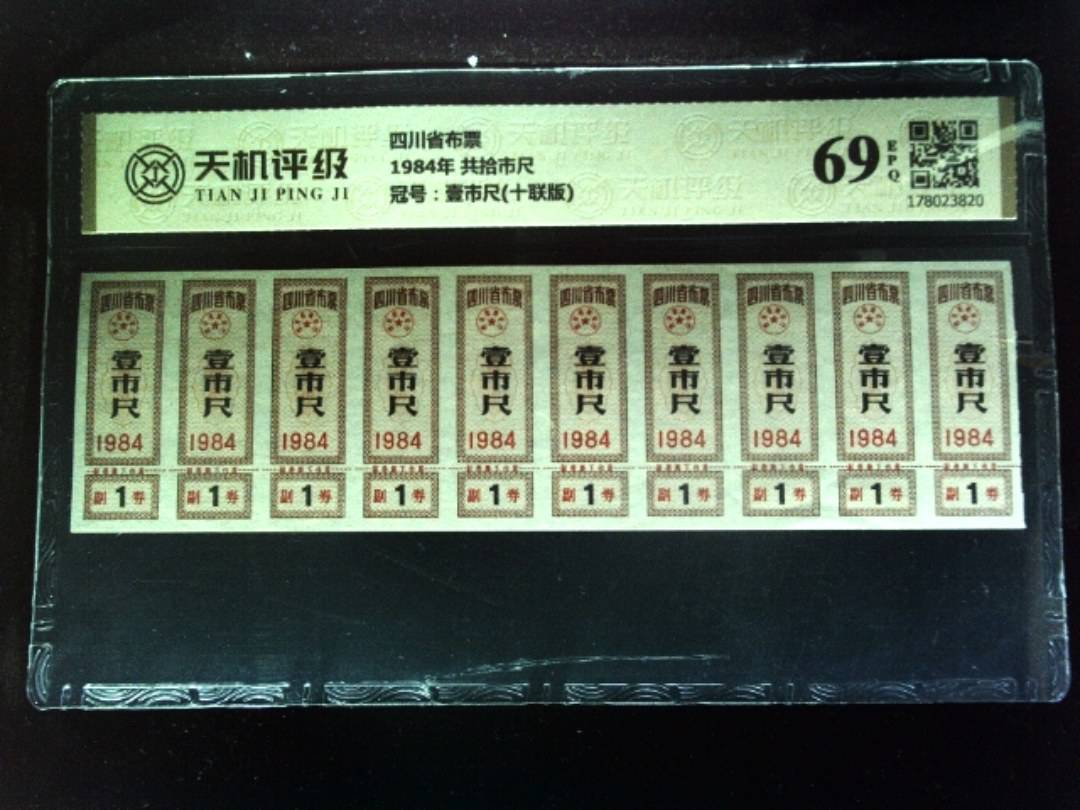 天机评级
TIAN JI PING JI
四川省布票
1984年 共拾市尺
冠号：壹市尺(十联版)
69
EPQ
178023820
四川省布票 四川省布票 四川省布票 四川省布票 四川省布票 四川省布票 四川省布票 四川省布票 四川省布票 四川省布票
壹市尺 壹市尺 壹市尺 壹市尺 壹市尺 壹市尺 壹市尺 壹市尺 壹市尺 壹市尺
1984 1984 1984 1984 1984 1984 1984 1984 1984 1984
副1券 副1券 副1券 副1券 副1券 副1券 副1券 副1券 副1券 副1券